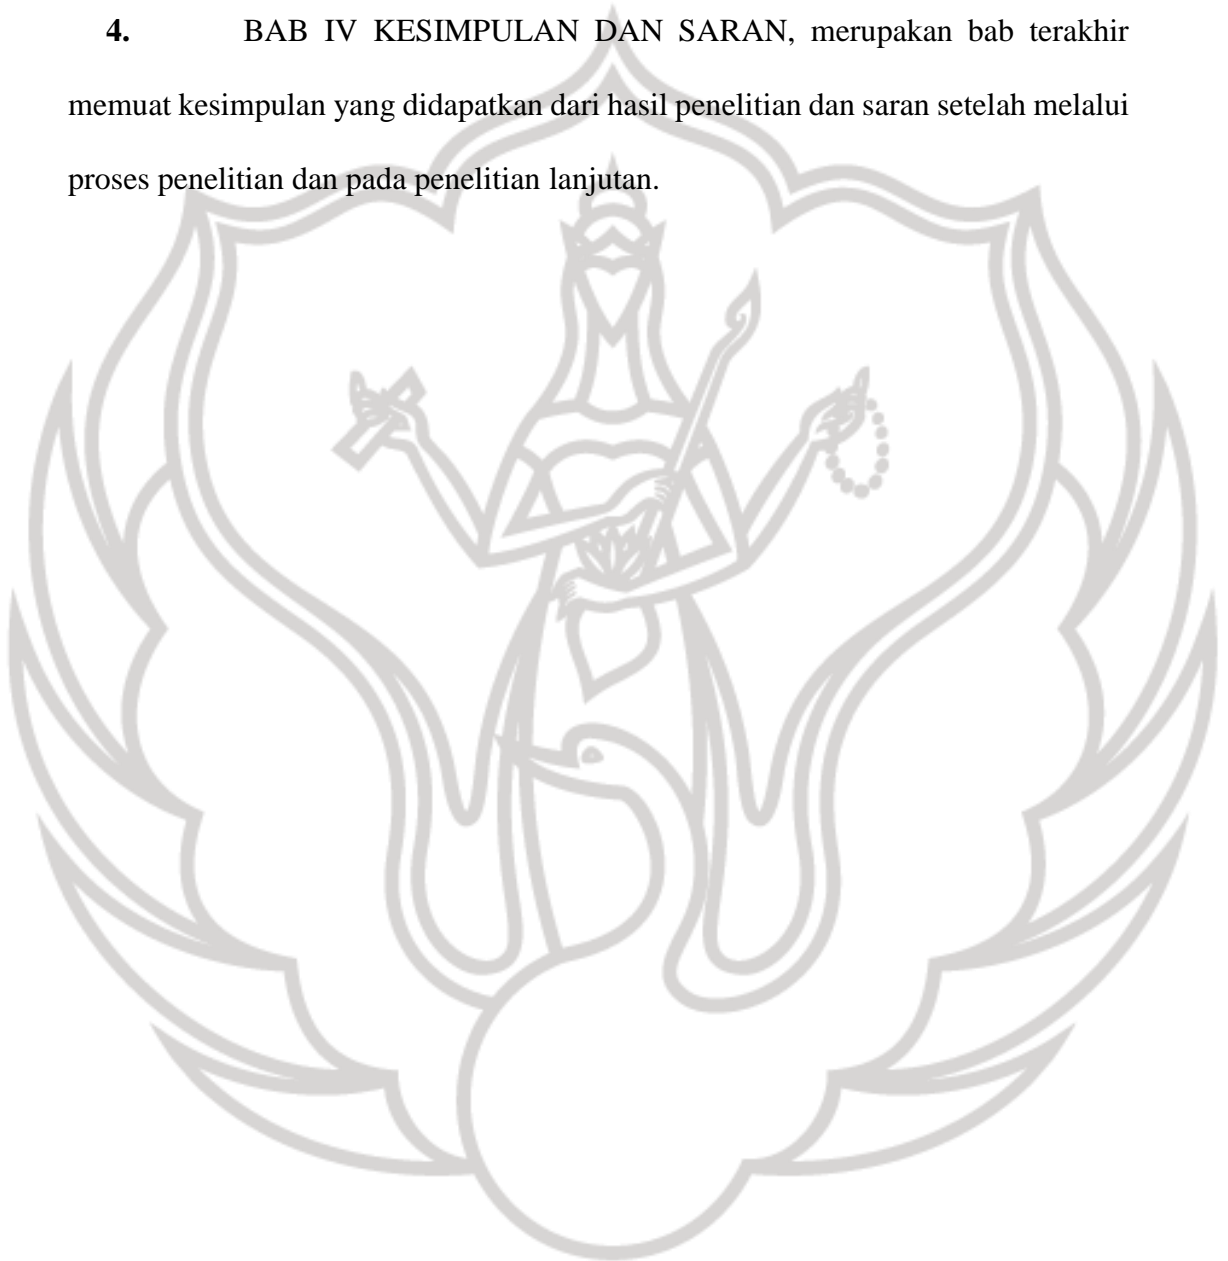 4. BAB IV KESIMPULAN DAN SARAN, merupakan bab terakhir
memuat kesimpulan yang didapatkan dari hasil penelitian dan saran setelah melalui
proses penelitian dan pada penelitian lanjutan.